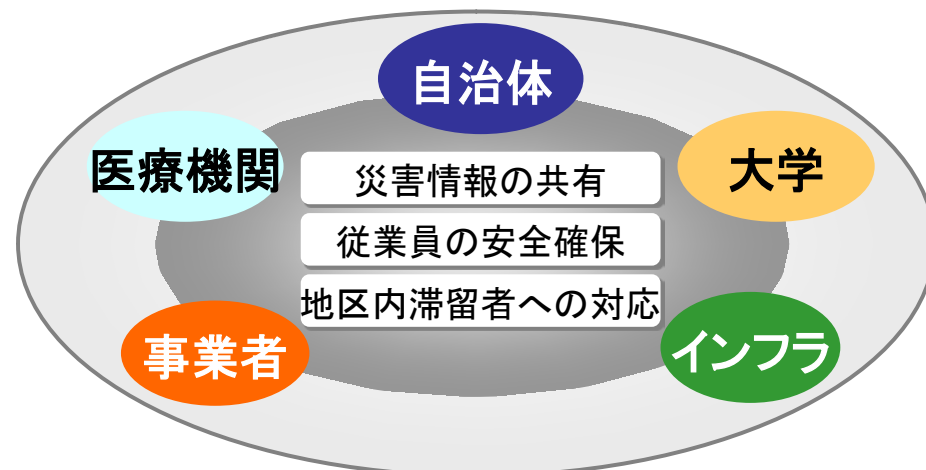 自治体
医療機関
大学
災害情報の共有
従業員の安全確保
地区内滞留者への対応
事業者
インフラ